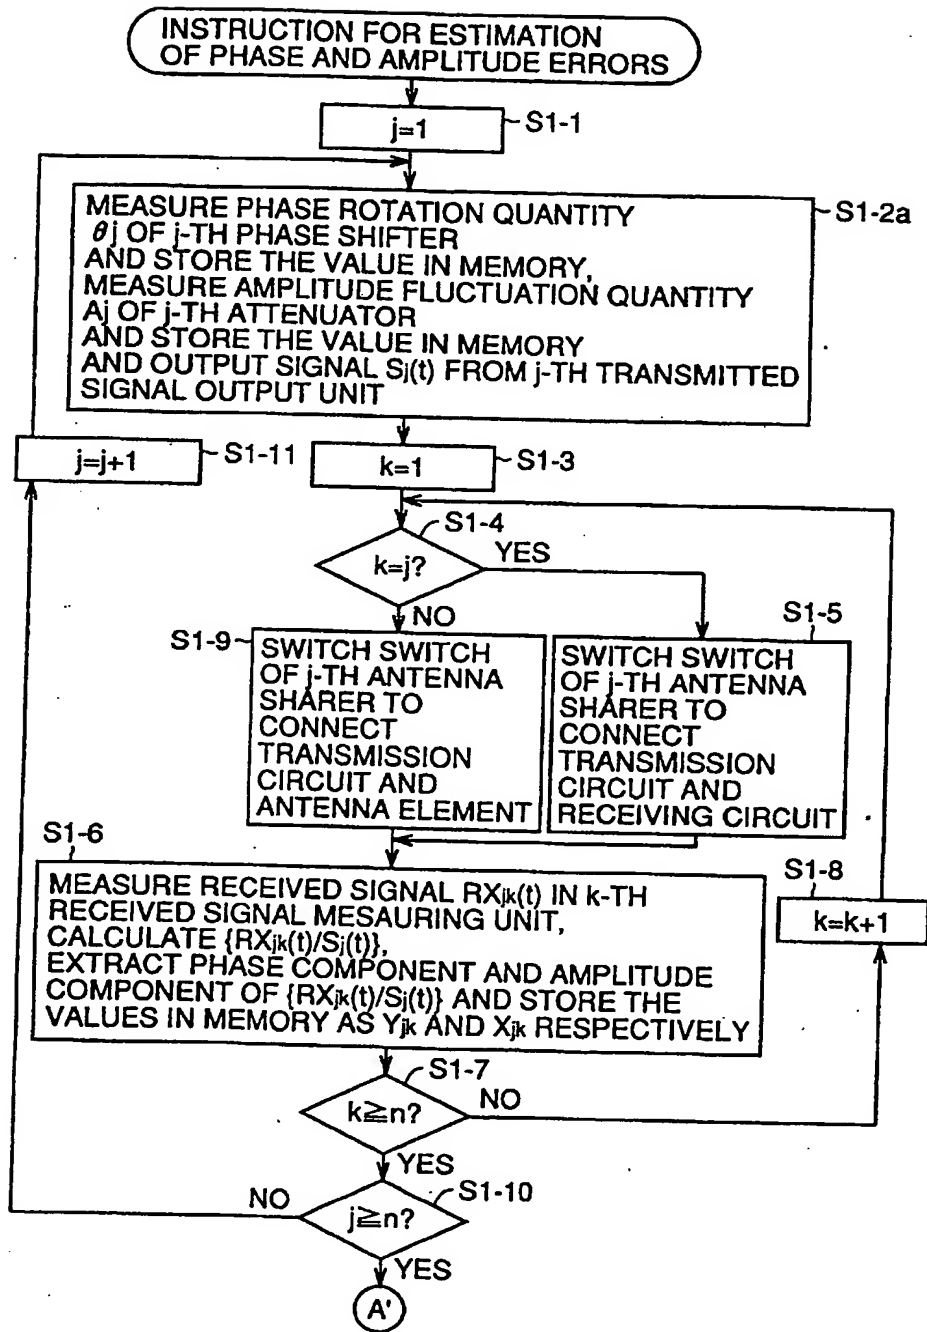 INSTRUCTION FOR ESTIMATION
OF PHASE AND AMPLITUDE ERRORS
j=1
S1-1
MEASURE PHASE ROTATION QUANTITY
θj OF j-TH PHASE SHIFTER
AND STORE THE VALUE IN MEMORY,
MEASURE AMPLITUDE FLUCTUATION QUANTITY
Aj OF j-TH ATTENUATOR
AND STORE THE VALUE IN MEMORY
AND OUTPUT SIGNAL Sj(t) FROM j-TH TRANSMITTED
SIGNAL OUTPUT UNIT
S1-2a
j=j+1
S1-11
k=1
S1-3
S1-4
k=j?
YES
NO
S1-9
SWITCH SWITCH
OF j-TH ANTENNA
SHARER TO
CONNECT
TRANSMISSION
CIRCUIT AND
ANTENNA ELEMENT
S1-5
SWITCH SWITCH
OF j-TH ANTENNA
SHARER TO
CONNECT
TRANSMISSION
CIRCUIT AND
RECEIVING CIRCUIT
S1-6
MEASURE RECEIVED SIGNAL RXjk(t) IN k-TH
RECEIVED SIGNAL MESAURING UNIT,
CALCULATE {RXjk(t)/Sj(t)},
EXTRACT PHASE COMPONENT AND AMPLITUDE
COMPONENT OF {RXjk(t)/Sj(t)} AND STORE THE
VALUES IN MEMORY AS Yjk AND Xjk RESPECTIVELY
S1-8
k=k+1
S1-7
k≧n?
NO
YES
S1-10
j≧n?
NO
YES
A'